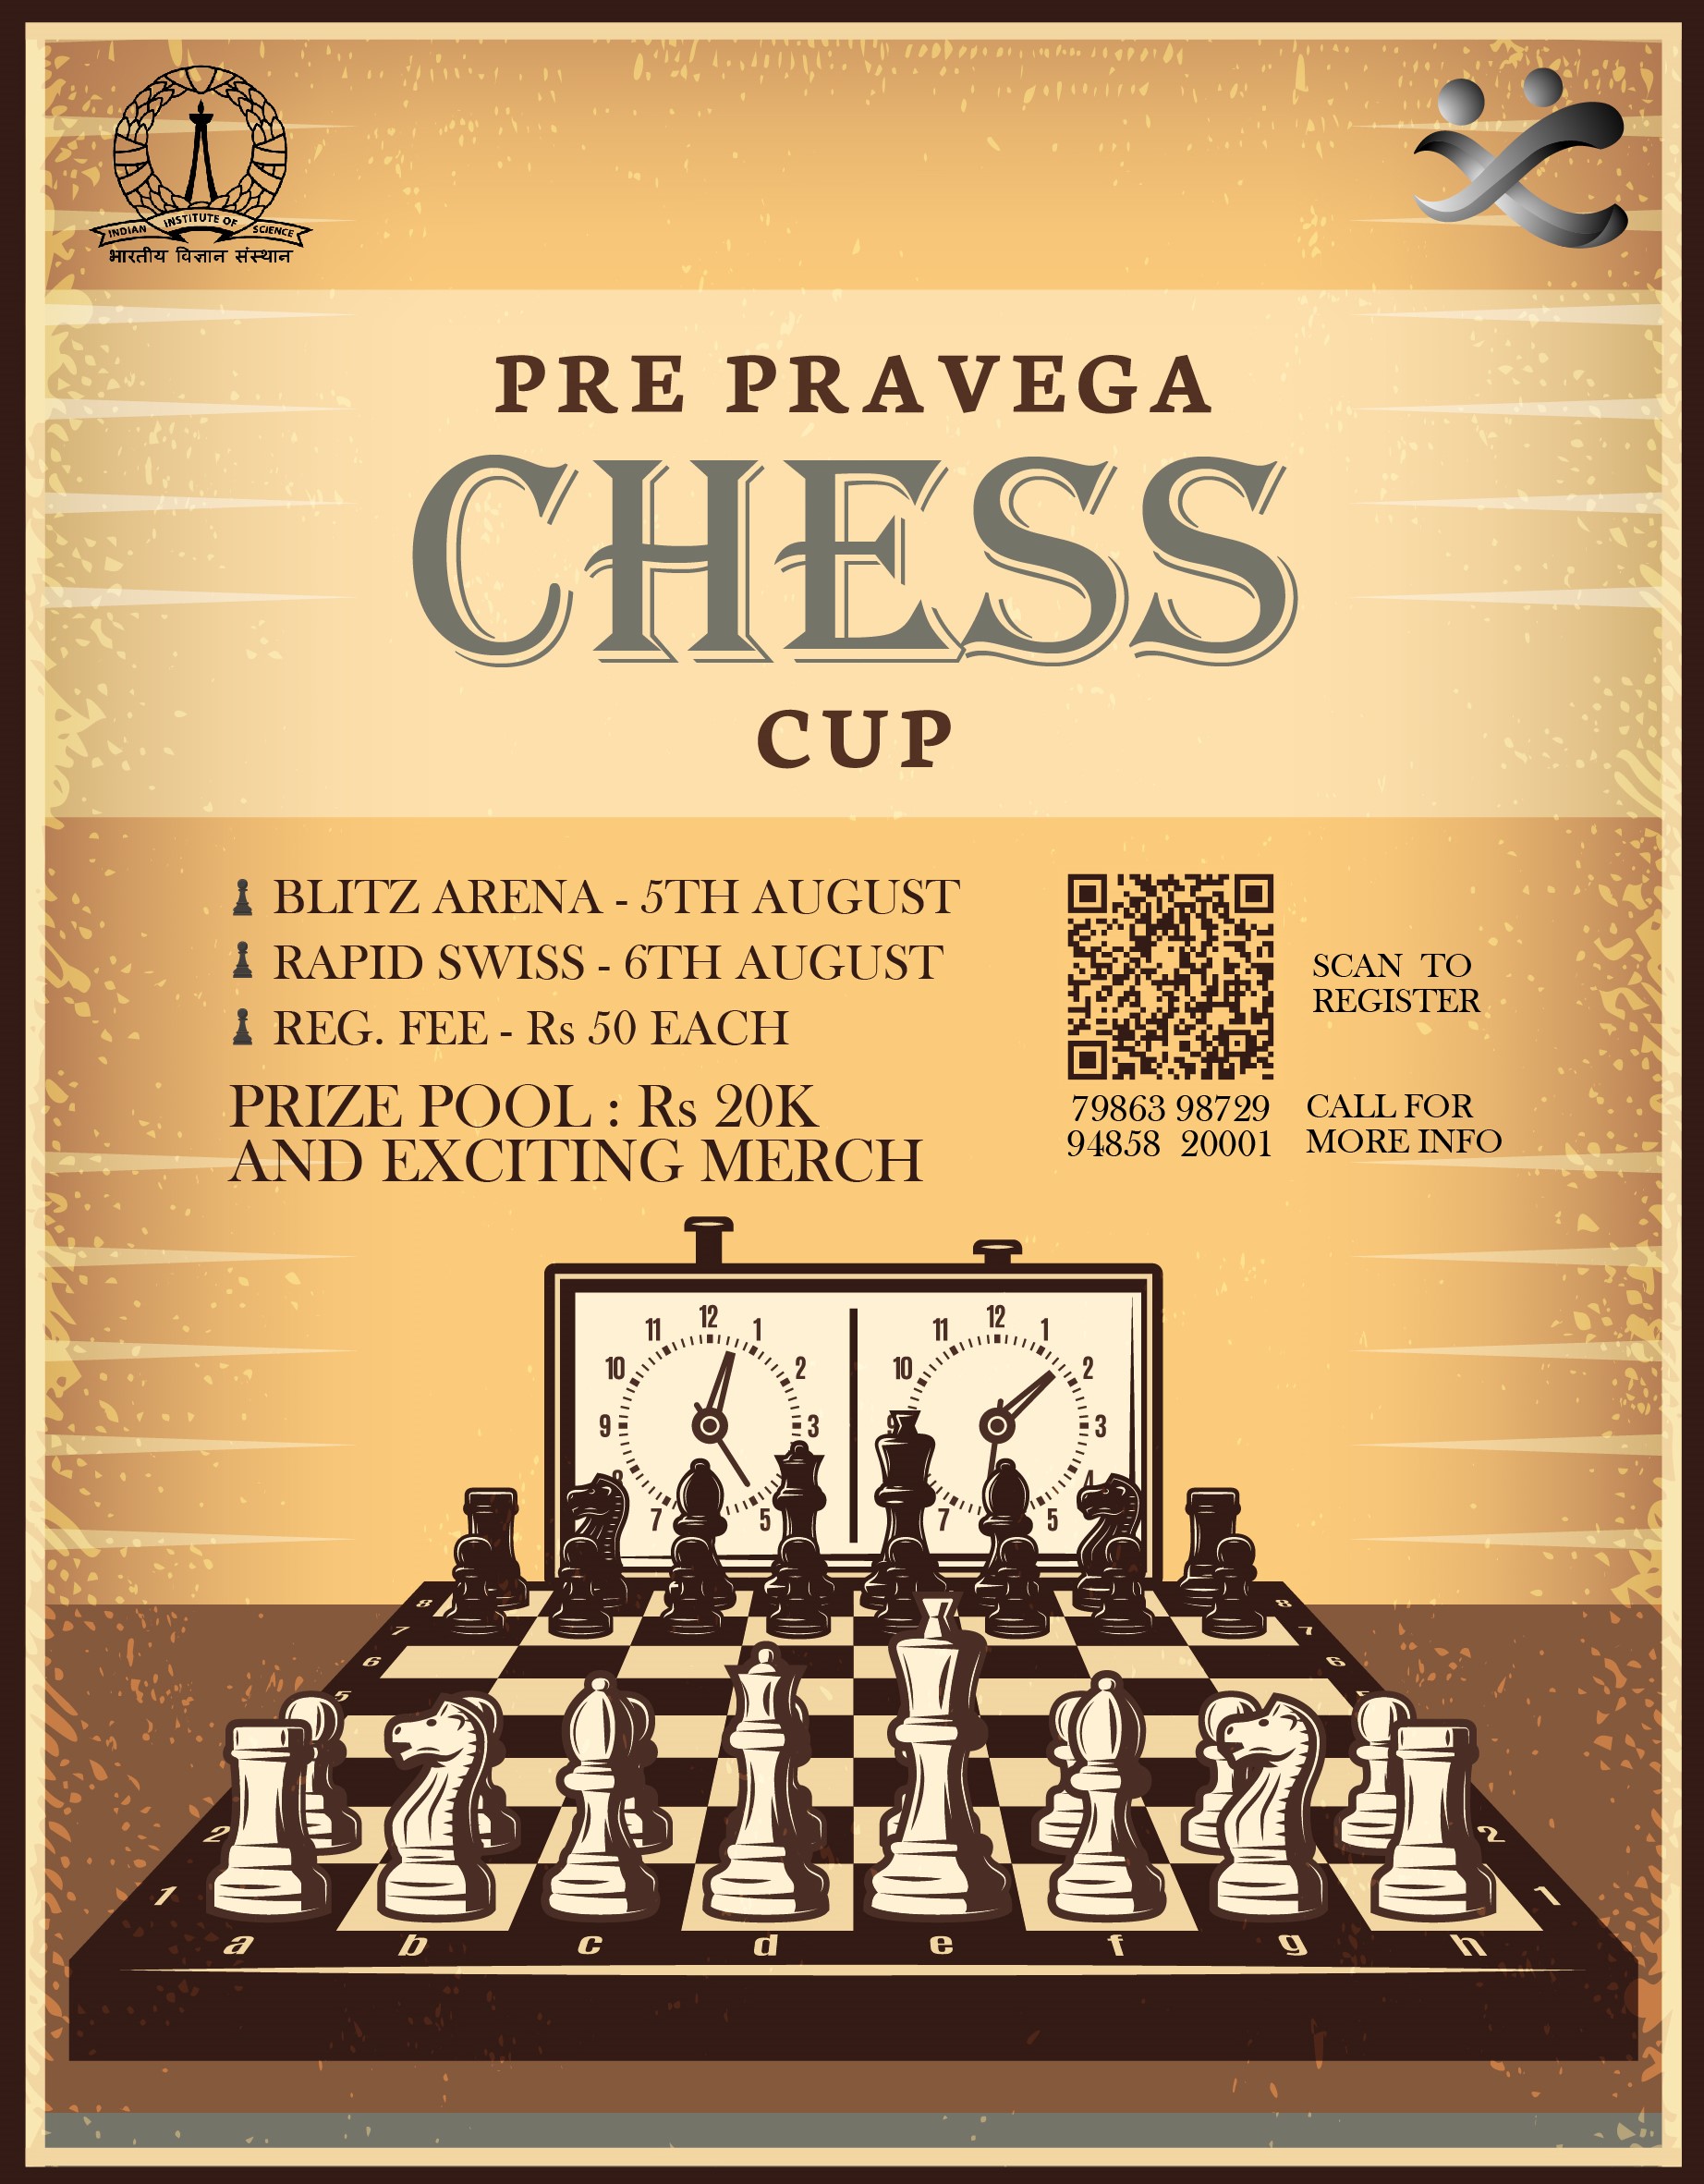 INDIAN INSTITUTE OF SCIENCE
भारतीय विज्ञान संस्थान
PRE PRAVEGA
CHESS
CUP
BLITZ ARENA - 5TH AUGUST
RAPID SWISS - 6TH AUGUST
REG. FEE - Rs 50 EACH
PRIZE POOL : Rs 20K
AND EXCITING MERCH
SCAN TO
REGISTER
79863 98729
94858 20001
CALL FOR
MORE INFO
12 1 2 3 5 7 8 9 10 11
12 1 2 3 4 5 7 9 10 11
8 8
7 7
6 6
5 5
2 2
1 1
a b c d e f g h